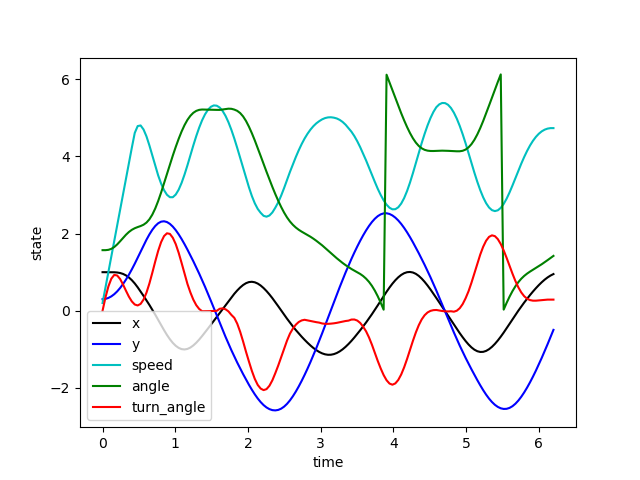 6
4
2
0
−2
state
x
y
speed
angle
turn_angle
0 1 2 3 4 5 6
time